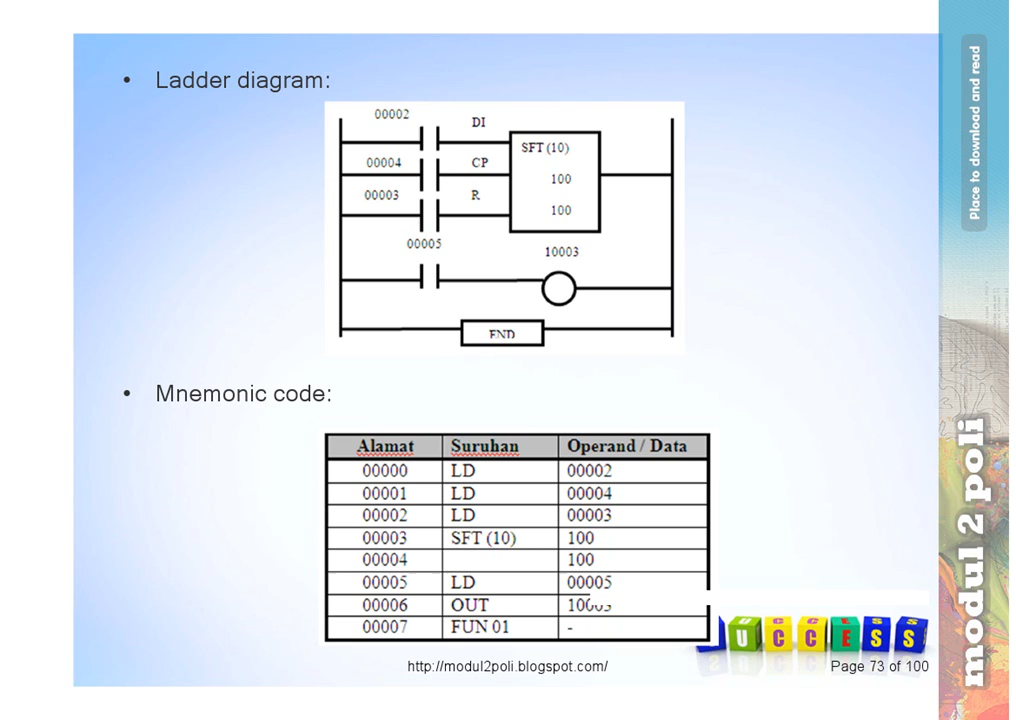 • Ladder diagram:
00002
DI
SFT (10)
00004
CP
100
00003
R
100
00005
10003
END
• Mnemonic code:
Alamat Suruhan Operand / Data
00000 LD 00002
00001 LD 00004
00002 LD 00003
00003 SFT (10) 100
00004 100
00005 LD 00005
00006 OUT 10003
00007 FUN 01 -
UCCESS
http://modul2poli.blogspot.com/
Page 73 of 100
Place to download and read
modul 2 poli